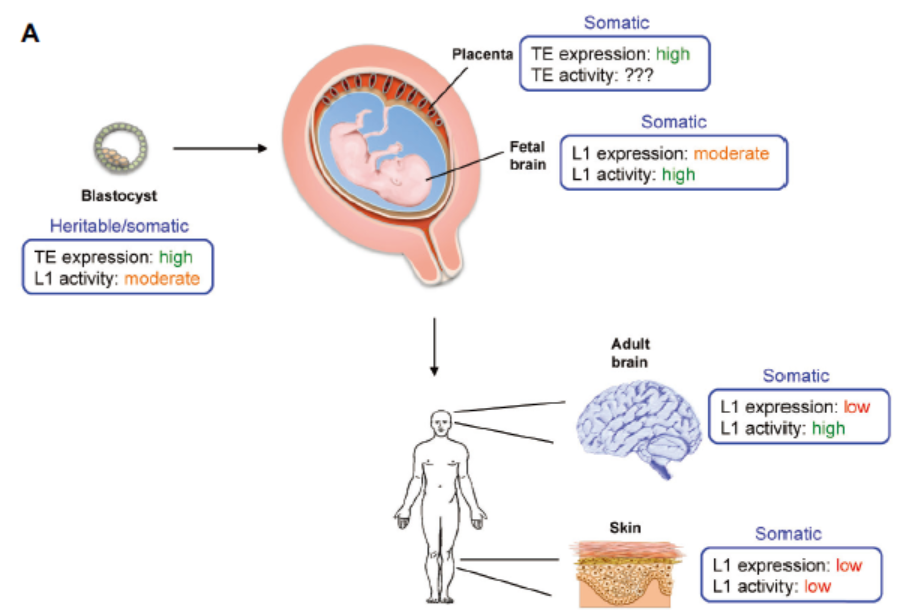 A
Somatic
Placenta
TE expression: high
TE activity: ???
Somatic
Fetal
brain
L1 expression: moderate
L1 activity: high
Blastocyst
Heritable/somatic
TE expression: high
L1 activity: moderate
Adult
brain
Somatic
L1 expression: low
L1 activity: high
Skin
Somatic
L1 expression: low
L1 activity: low